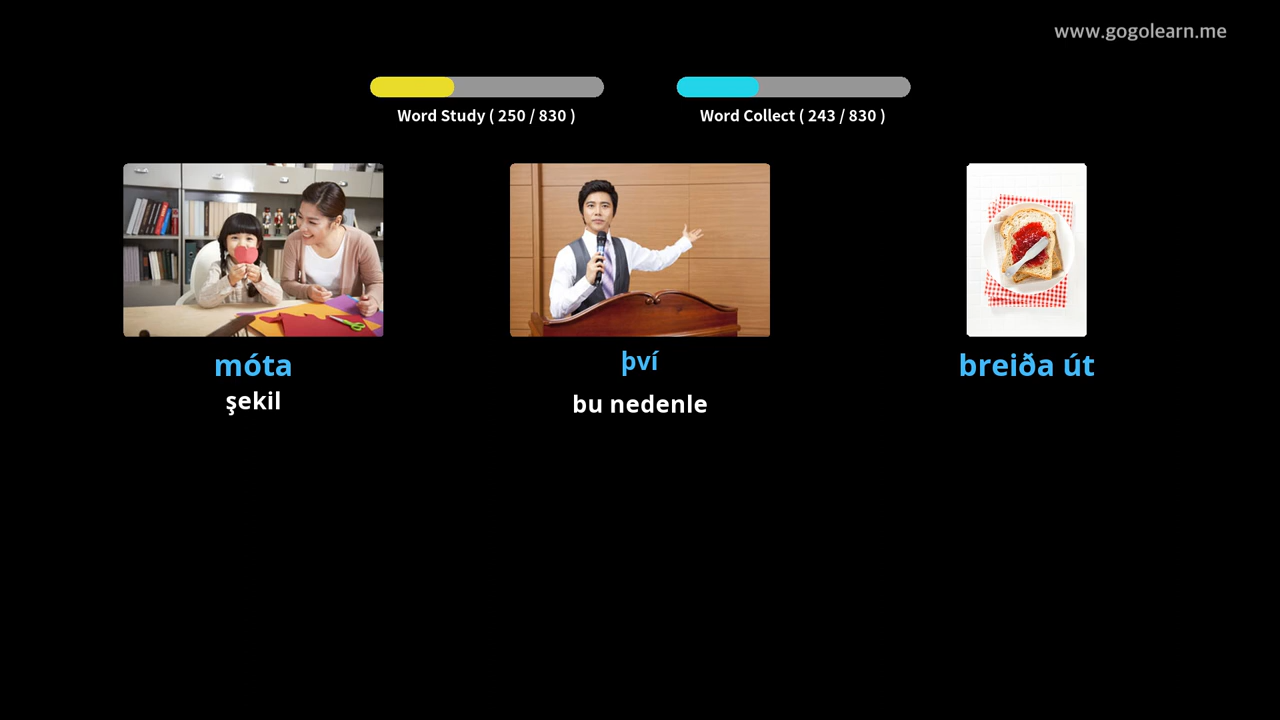 www.gogolearn.me
Word Study ( 250 / 830 )
Word Collect ( 243 / 830 )
móta
şekil
því
bu nedenle
breiða út